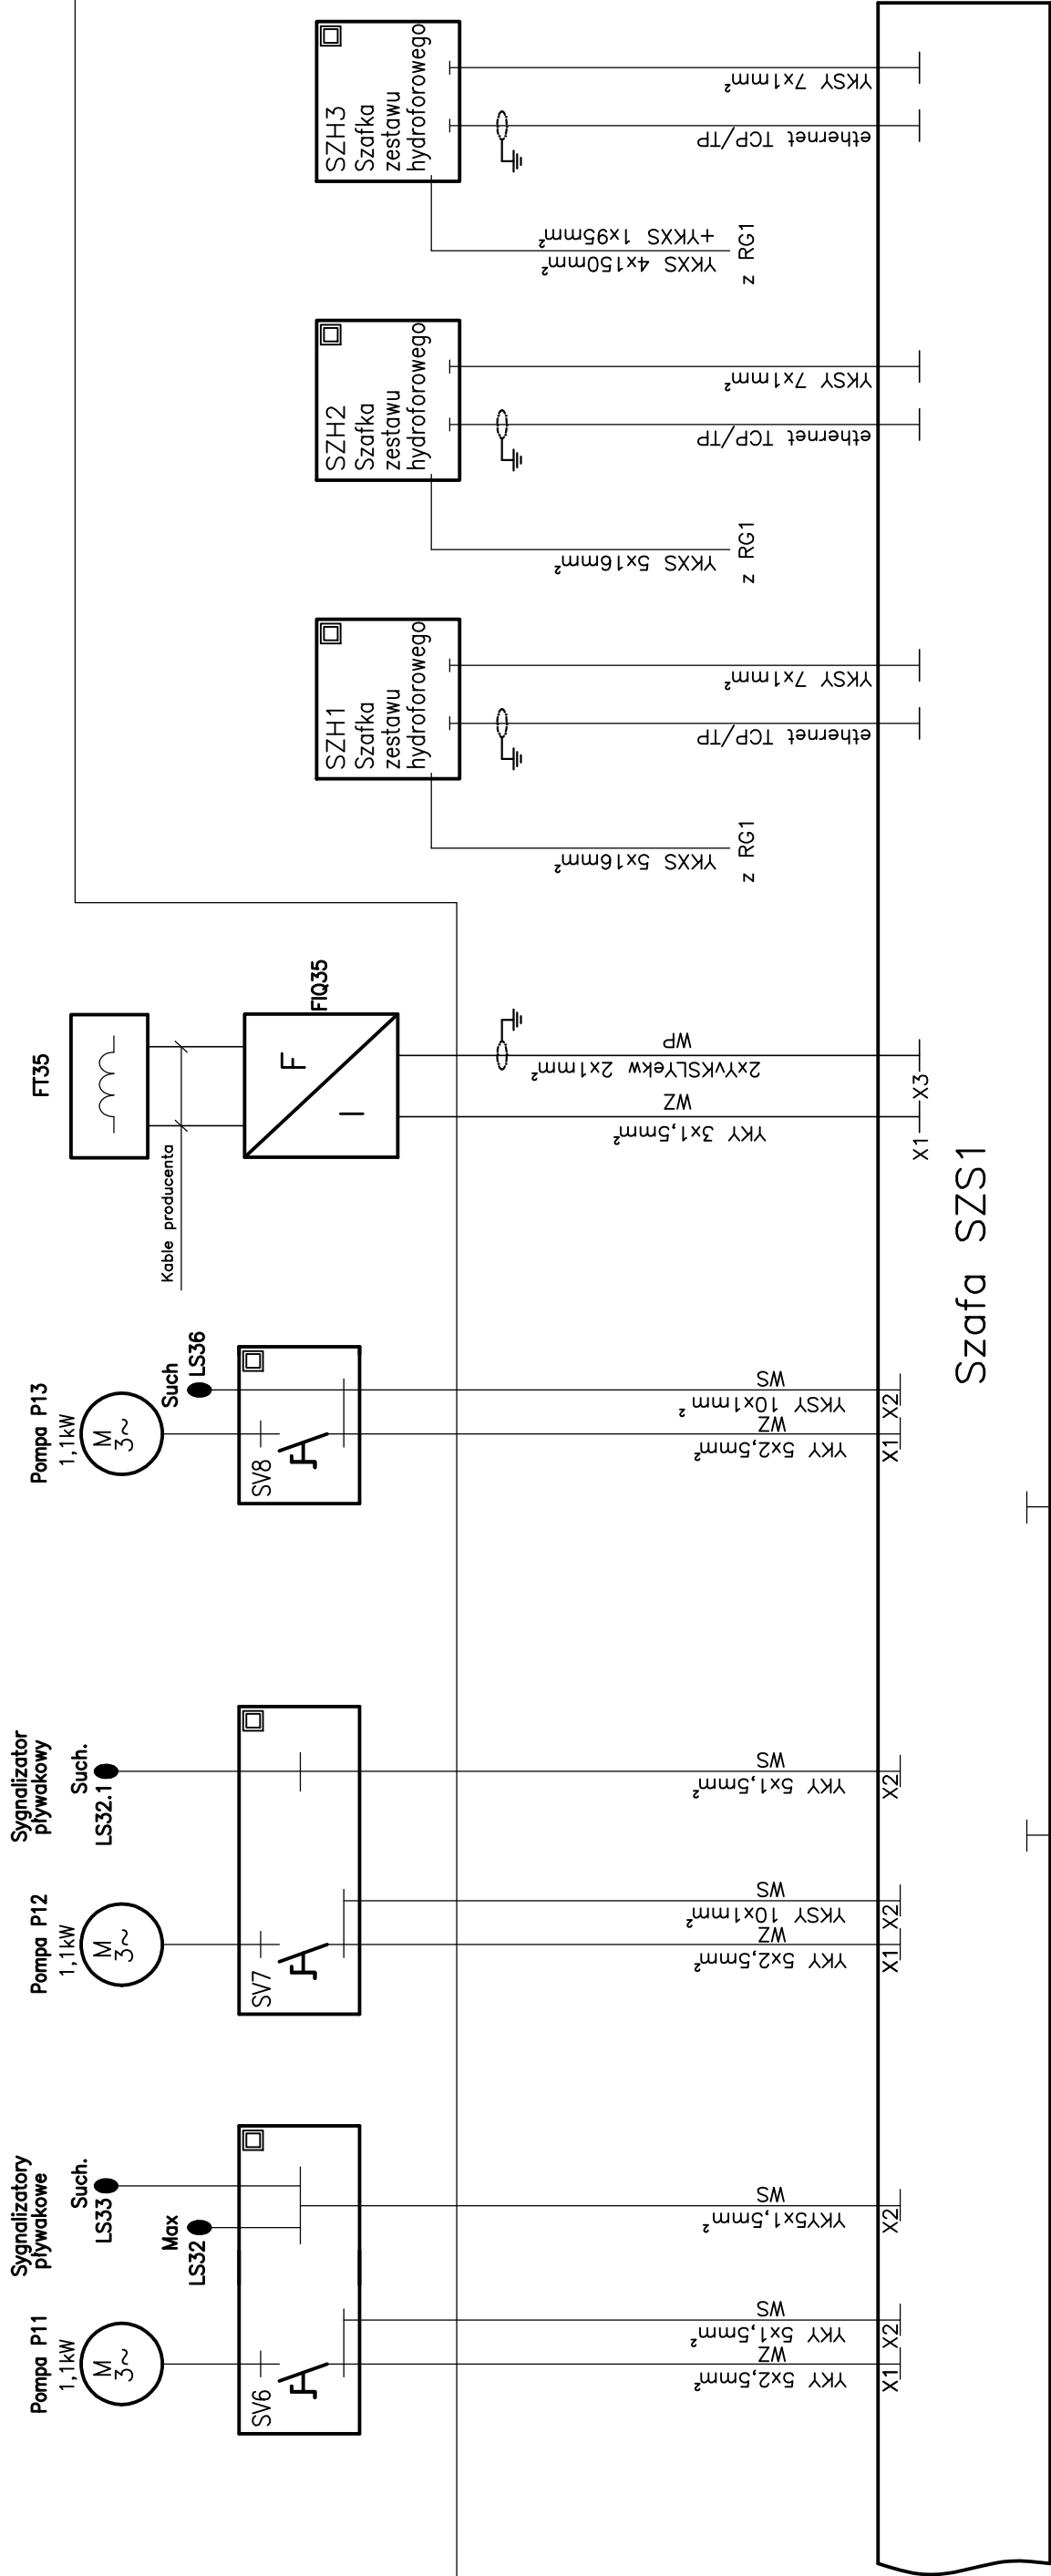 SZH3
Szafka
zestawu
hydroforowego
YKSY 7x1mm²
ethernet TCP/TP
+YKXS 1x95mm²
YKXS 4x150mm²
z RG1
SZH2
Szafka
zestawu
hydroforowego
YKSY 7x1mm²
ethernet TCP/TP
YKXS 5x16mm²
z RG1
SZH1
Szafka
zestawu
hydroforowego
YKSY 7x1mm²
ethernet TCP/TP
YKXS 5x16mm²
z RG1
FT35
Kable producenta
FIQ35
F
I
WP
2xYvKSLYekw 2x1mm²
WZ
YKY 3x1,5mm²
X3
X1
Szafa SZS1
Pompa P13
1,1kW
M
3~
Such
LS36
SV8
WS
YKSY 10x1mm²
WZ
YKY 5x2,5mm²
X2
X1
Sygnalizator
pływakowy
Such.
LS32.1
Pompa P12
1,1kW
M
3~
SV7
WS
YKY 5x1,5mm²
X2
WS
YKSY 10x1mm²
WZ
YKY 5x2,5mm²
X2
X1
Sygnalizatory
pływakowe
Such.
LS33
Max
LS32
Pompa P11
1,1kW
M
3~
SV6
WS
YKY5x1,5mm²
X2
WS
YKY 5x1,5mm²
WZ
YKY 5x2,5mm²
X2
X1